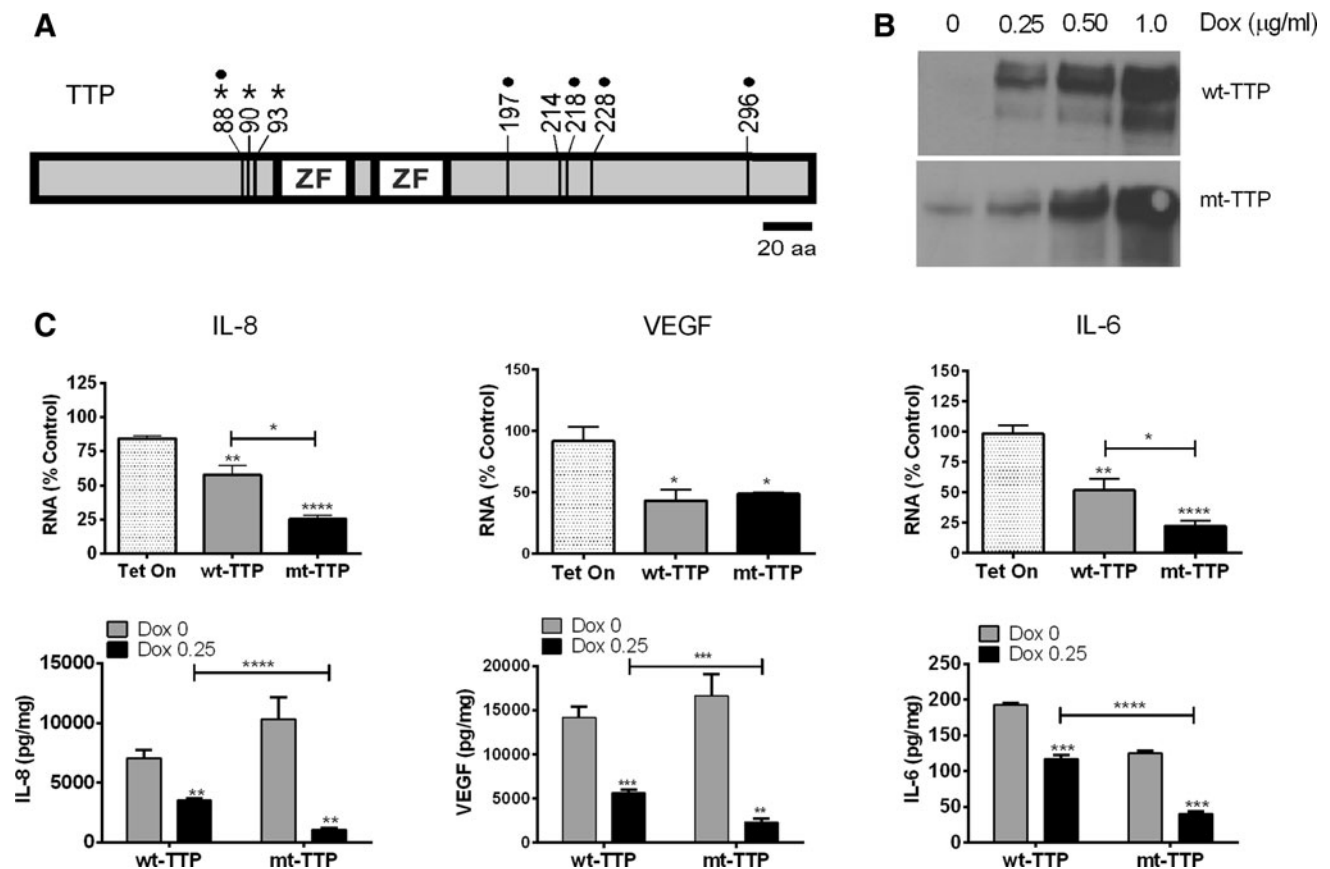 A
TTP
88 * 90 * 93 * 197 214 218 228 296
ZF ZF
20 aa
B
0 0.25 0.50 1.0 Dox (µg/ml)
wt-TTP
mt-TTP
C
IL-8
RNA (% Control)
125
100
75
50
25
0
*
**
****
Tet On wt-TTP mt-TTP
VEGF
RNA (% Control)
150
100
50
0
*
*
Tet On wt-TTP mt-TTP
IL-6
RNA (% Control)
150
125
100
75
50
25
0
*
**
****
Tet On wt-TTP mt-TTP
Dox 0
Dox 0.25
IL-8 (pg/mg)
15000
10000
5000
0
****
**
**
wt-TTP mt-TTP
Dox 0
Dox 0.25
VEGF (pg/mg)
20000
15000
10000
5000
0
***
***
**
wt-TTP mt-TTP
Dox 0
Dox 0.25
IL-6 (pg/mg)
250
200
150
100
50
0
****
***
***
wt-TTP mt-TTP